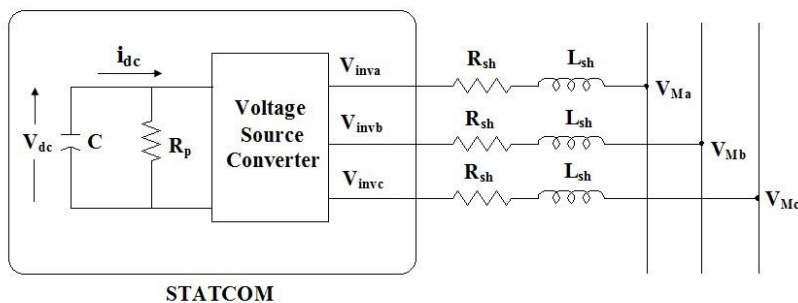 i_dc
V_dc
C
R_p
Voltage
Source
Converter
V_inva
R_sh
L_sh
V_Ma
V_invb
R_sh
L_sh
V_Mb
V_invc
R_sh
L_sh
V_Mc
STATCOM